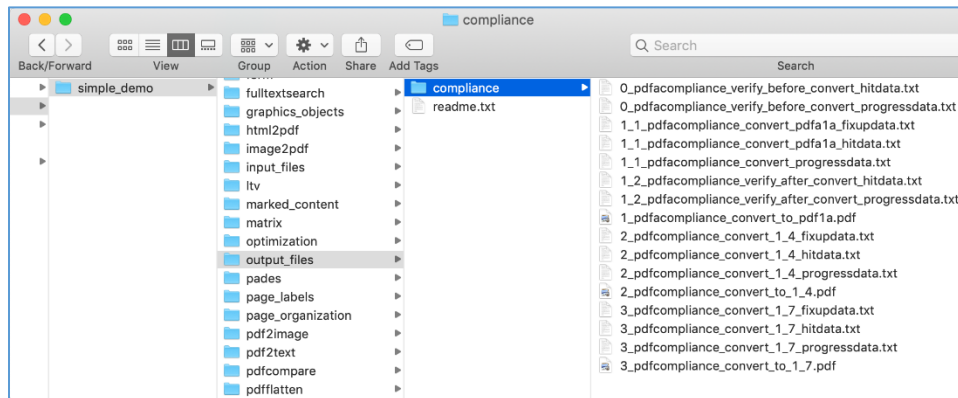 compliance
Search
Back/Forward
View
Group
Action
Share
Add Tags
Search
simple_demo
fulltextsearch
graphics_objects
html2pdf
image2pdf
input_files
ltv
marked_content
matrix
optimization
output_files
pades
page_labels
page_organization
pdf2image
pdf2text
pdfcompare
pdfflatten
compliance
readme.txt
0_pdfacompliance_verify_before_convert_hitdata.txt
0_pdfacompliance_verify_before_convert_progressdata.txt
1_1_pdfacompliance_convert_pdfa1a_fixupdata.txt
1_1_pdfacompliance_convert_pdfa1a_hitdata.txt
1_1_pdfacompliance_convert_progressdata.txt
1_2_pdfacompliance_verify_after_convert_hitdata.txt
1_2_pdfacompliance_verify_after_convert_progressdata.txt
1_pdfacompliance_convert_to_pdf1a.pdf
2_pdfcompliance_convert_1_4_fixupdata.txt
2_pdfcompliance_convert_1_4_hitdata.txt
2_pdfcompliance_convert_1_4_progressdata.txt
2_pdfcompliance_convert_to_1_4.pdf
3_pdfcompliance_convert_1_7_fixupdata.txt
3_pdfcompliance_convert_1_7_hitdata.txt
3_pdfcompliance_convert_1_7_progressdata.txt
3_pdfcompliance_convert_to_1_7.pdf